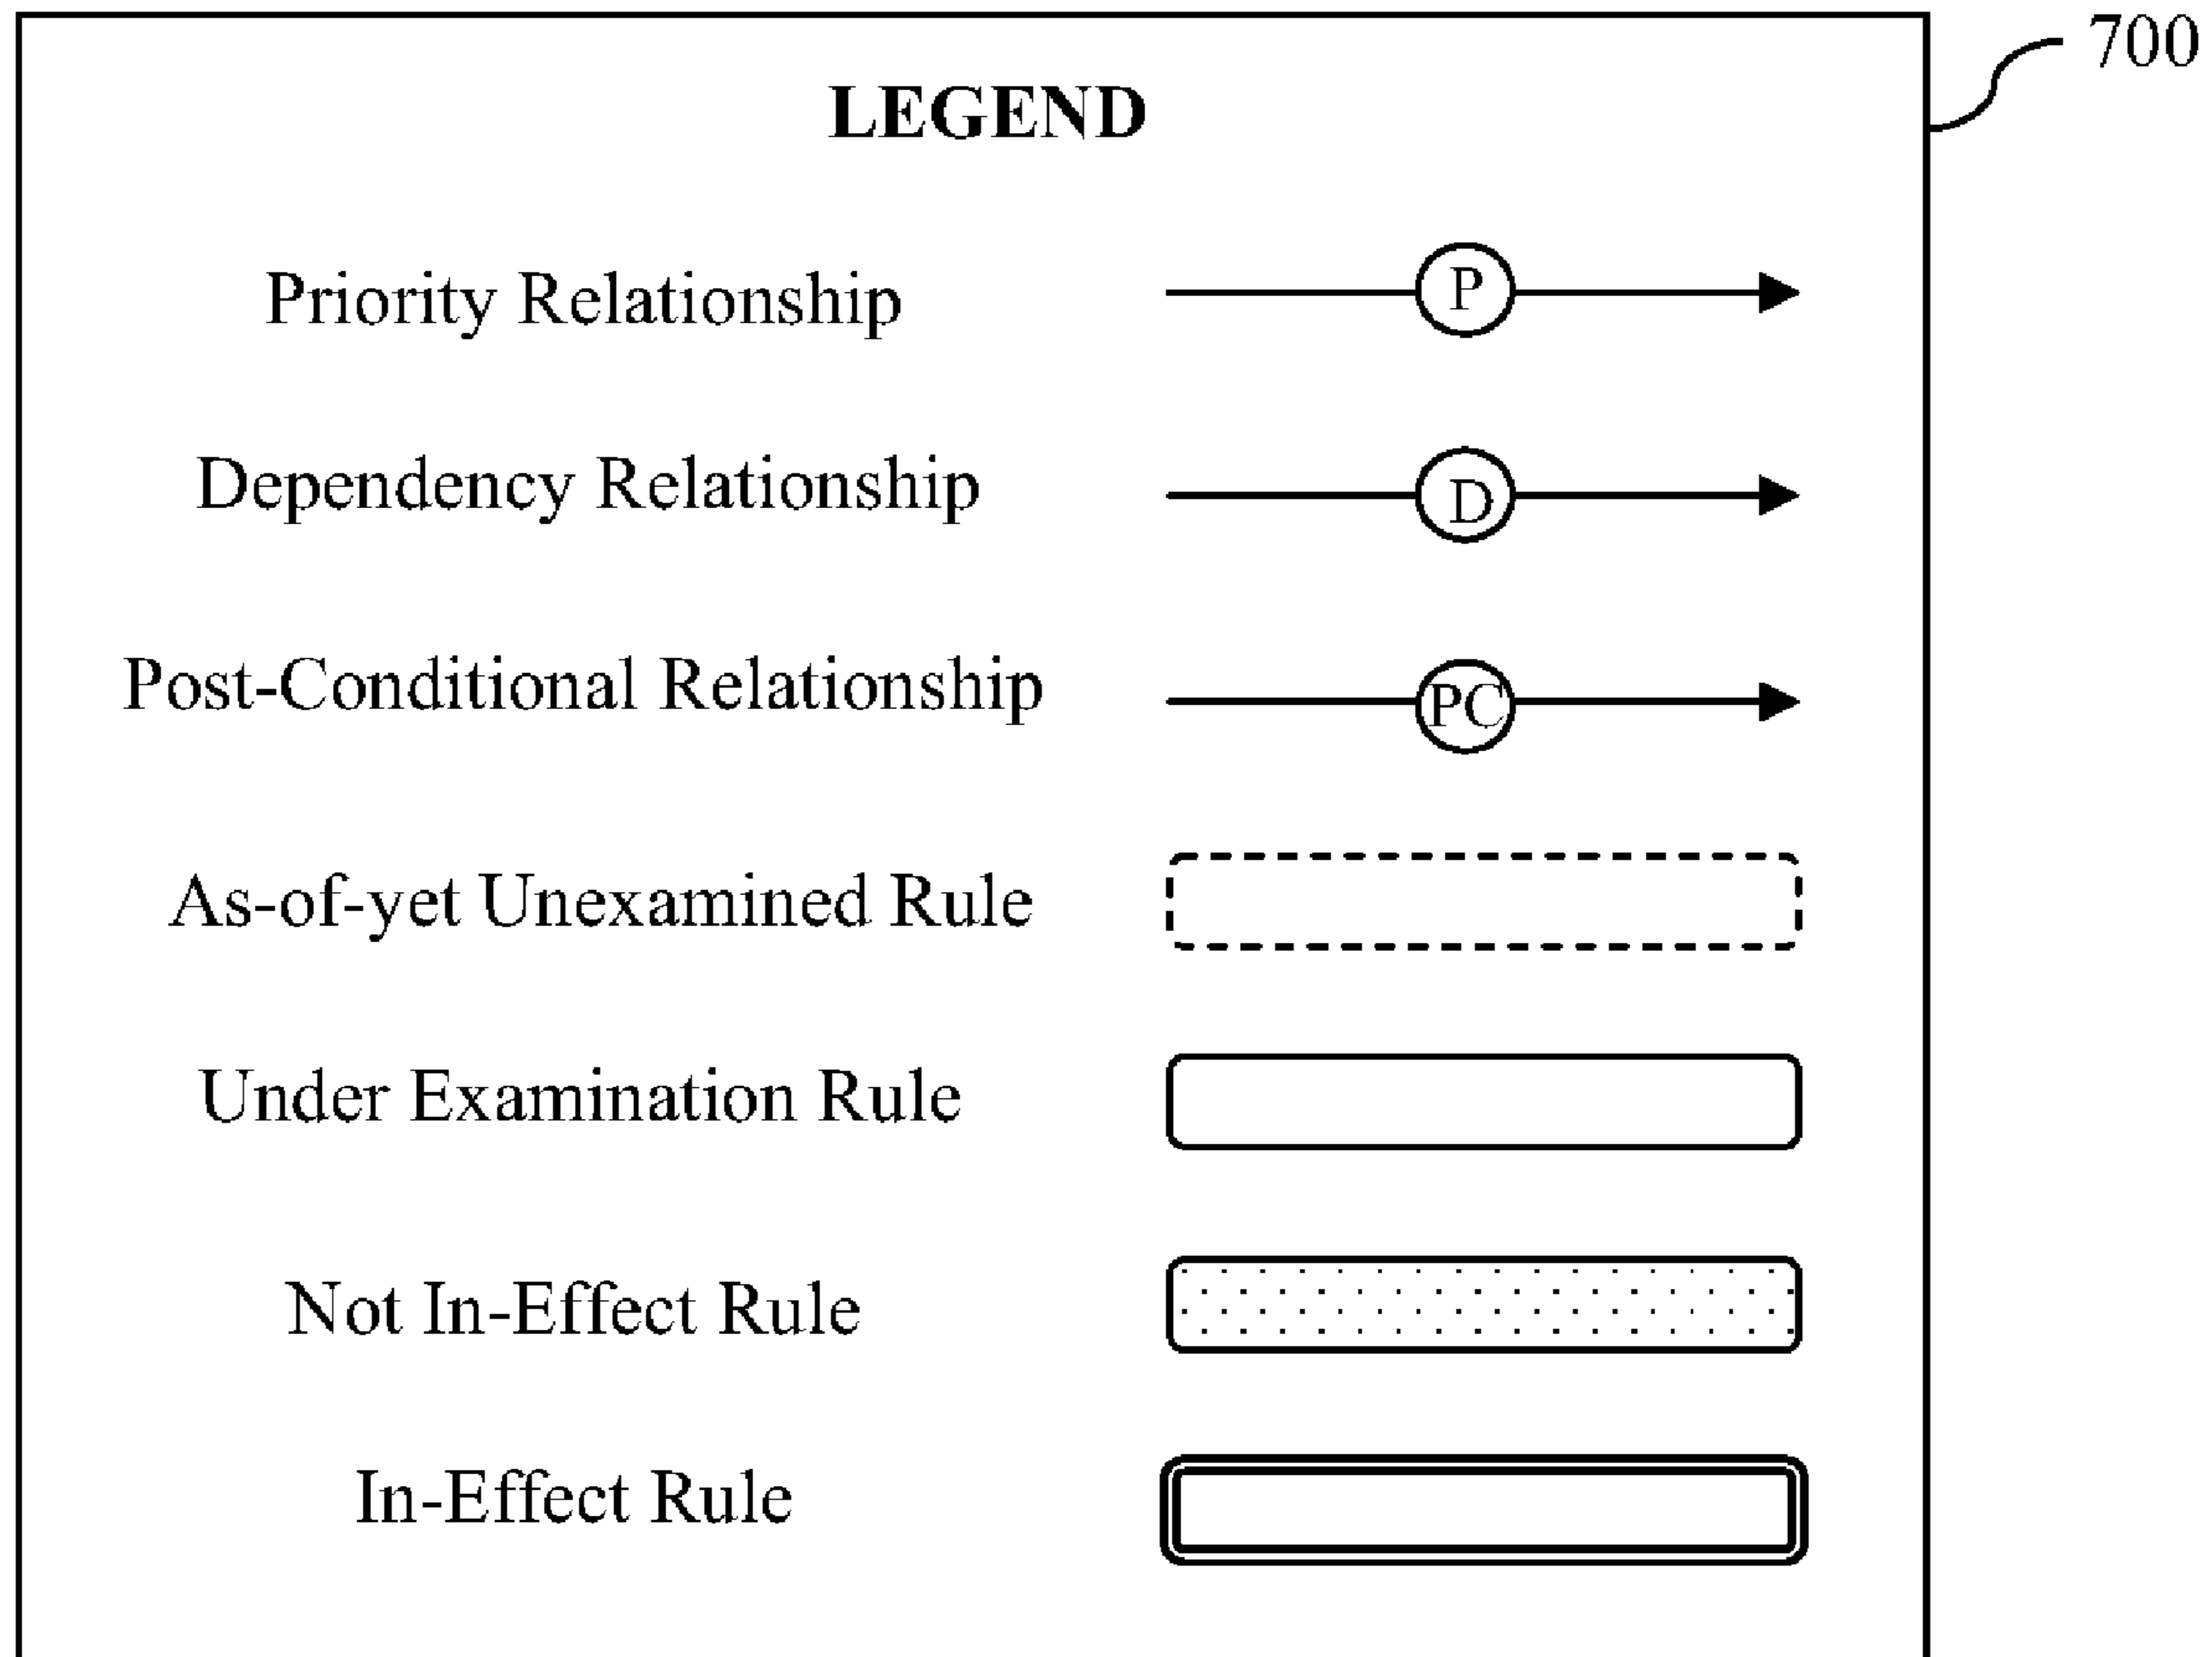 700
LEGEND
Priority Relationship P
Dependency Relationship D
Post-Conditional Relationship PC
As-of-yet Unexamined Rule
Under Examination Rule
Not In-Effect Rule
In-Effect Rule